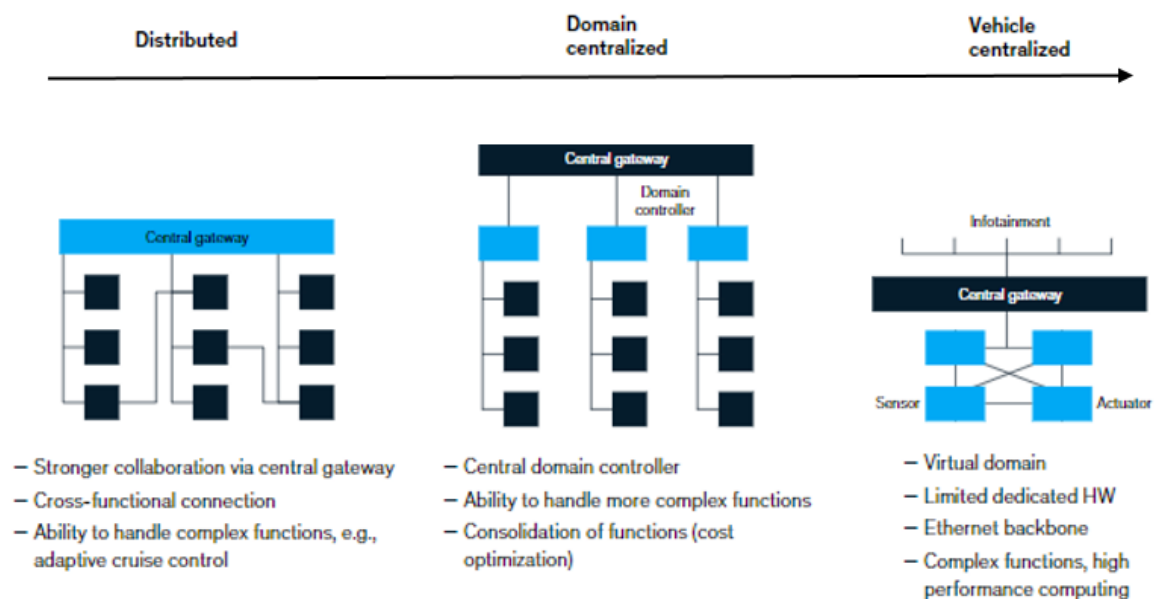 Distributed
Domain
centralized
Vehicle
centralized
Central gateway
Central gateway
Domain
controller
Infotainment
Central gateway
Sensor
Actuator
– Stronger collaboration via central gateway
– Cross-functional connection
– Ability to handle complex functions, e.g.,
adaptive cruise control
– Central domain controller
– Ability to handle more complex functions
– Consolidation of functions (cost
optimization)
– Virtual domain
– Limited dedicated HW
– Ethernet backbone
– Complex functions, high
performance computing